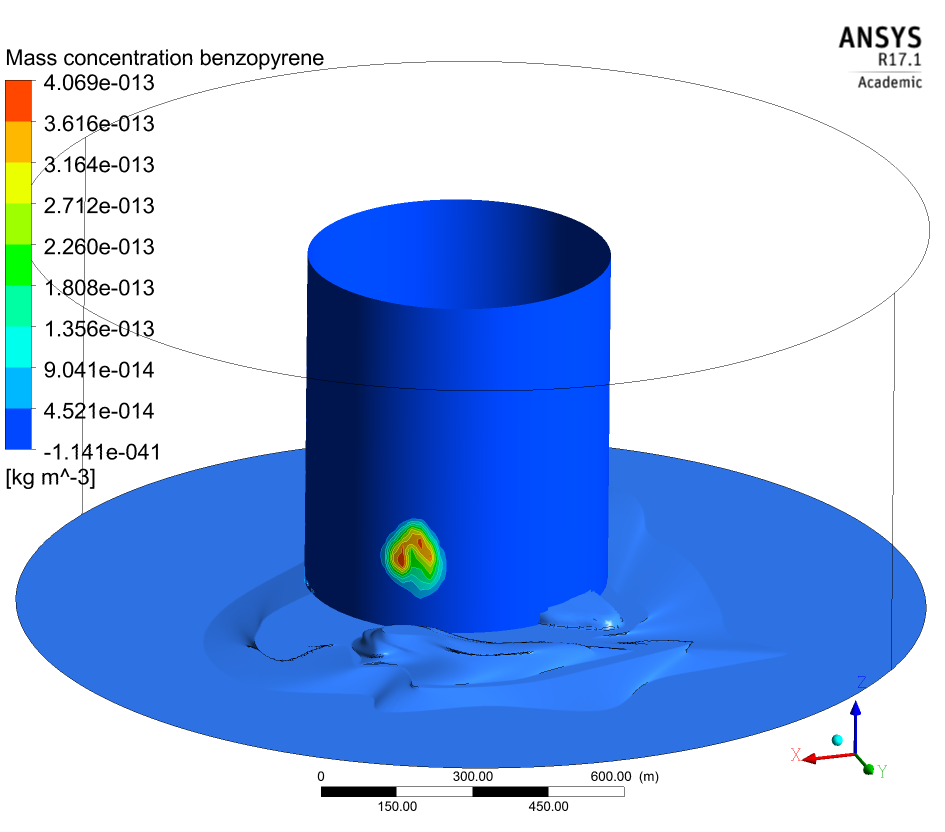 ANSYS
R17.1
Academic
Mass concentration benzopyrene
4.069e-013
3.616e-013
3.164e-013
2.712e-013
2.260e-013
1.808e-013
1.356e-013
9.041e-014
4.521e-014
-1.141e-041
[kg m^-3]
Z
X
Y
0 300.00 600.00 (m)
150.00 450.00